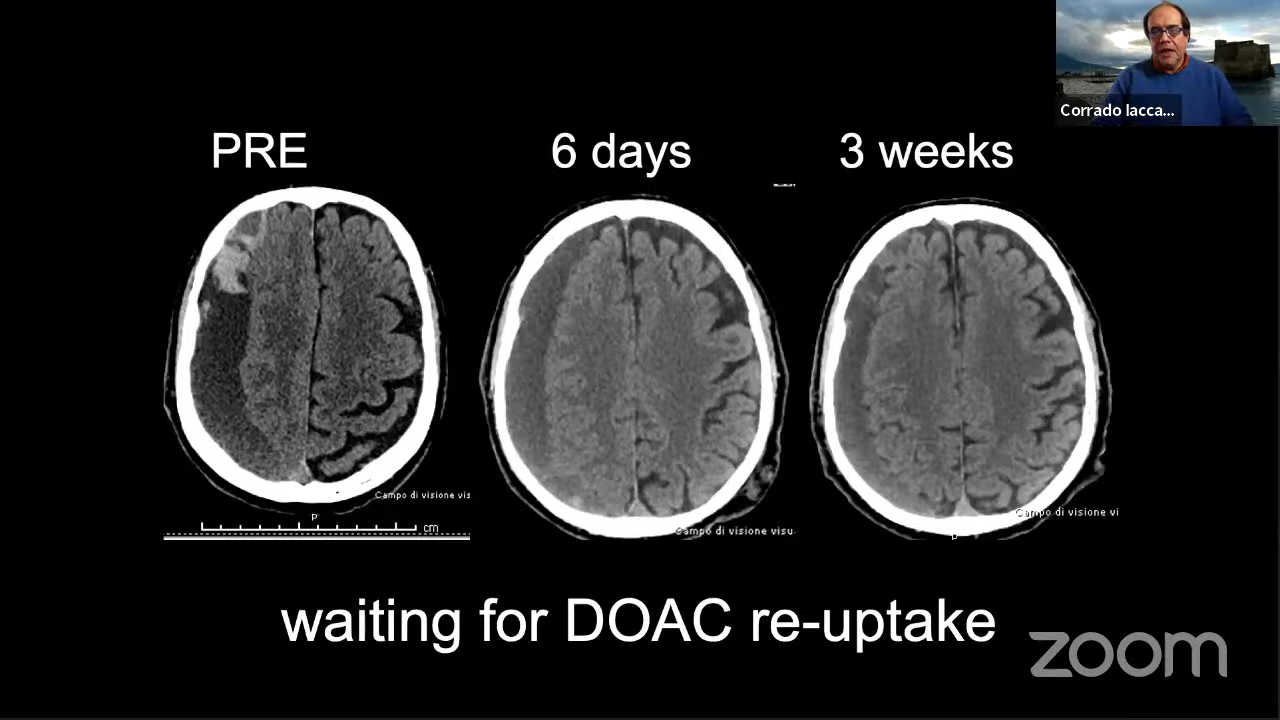 Corrado Iacca...
PRE
6 days
3 weeks
Campo di visione vis
P
cm
Campo di visione visu
Campo di visione vi
P
waiting for DOAC re-uptake
zoom